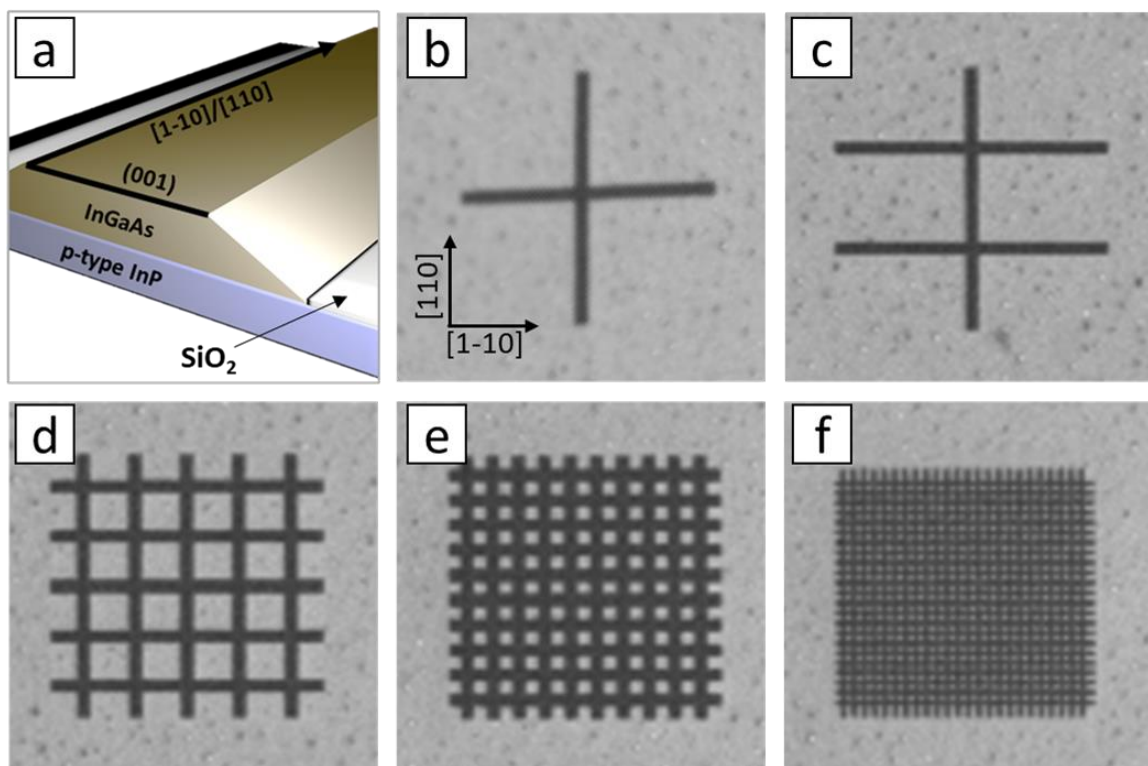 a
[1-10]/[110]
(001)
InGaAs
p-type InP
SiO₂
b
[110]
[1-10]
c
d
e
f